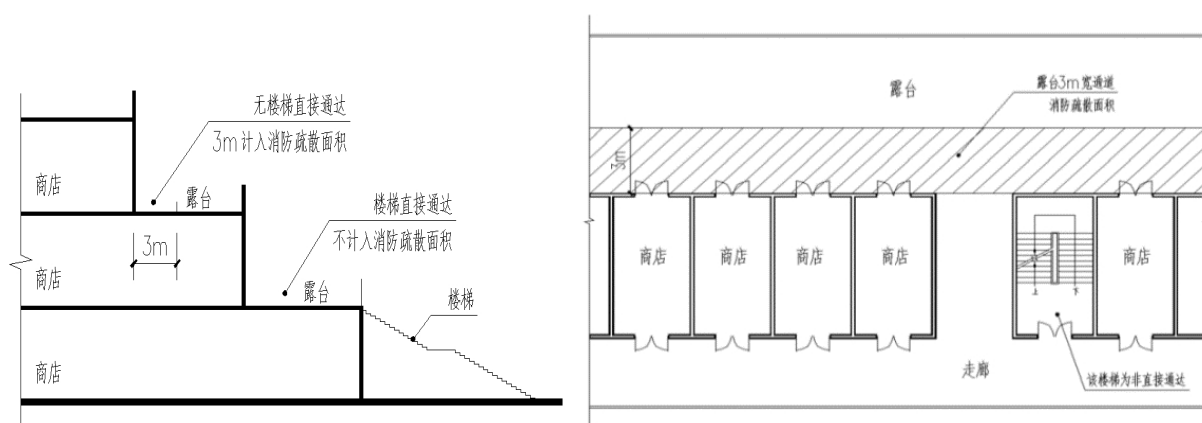 无楼梯直接通达
3m计入消防疏散面积
商店
露台
3m
楼梯直接通达
不计入消防疏散面积
商店
露台
楼梯
商店
露台
露台3m宽通道
消防疏散面积
3m
商店
商店
商店
商店
商店
上
下
走廊
该楼梯为非直接通达